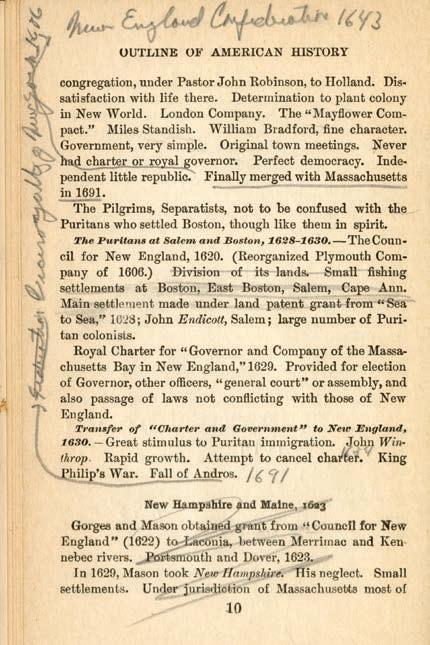 New England Confederation 1643
OUTLINE OF AMERICAN HISTORY
congregation, under Pastor John Robinson, to Holland. Dis-
satisfaction with life there. Determination to plant colony
in New World. London Company. The “Mayflower Com-
pact.” Miles Standish. William Bradford, fine character.
Government, very simple. Original town meetings. Never
had charter or royal governor. Perfect democracy. Inde-
pendent little republic. Finally merged with Massachusetts
in 1691.
The Pilgrims, Separatists, not to be confused with the
Puritans who settled Boston, though like them in spirit.
The Puritans at Salem and Boston, 1628-1630.—The Coun-
cil for New England, 1620. (Reorganized Plymouth Com-
pany of 1606.) Division of its lands. Small fishing
settlements at Boston, East Boston, Salem, Cape Ann.
Main settlement made under land patent grant from “Sea
to Sea,” 1628; John Endicott, Salem; large number of Puri-
tan colonists.
Royal Charter for “Governor and Company of the Massa-
chusetts Bay in New England,” 1629. Provided for election
of Governor, other officers, “general court” or assembly, and
also passage of laws not conflicting with those of New
England.
Transfer of “Charter and Government” to New England,
1630.—Great stimulus to Puritan immigration. John Win-
throp. Rapid growth. Attempt to cancel charter. King
Philip's War. Fall of Andros. 1691
New Hampshire and Maine, 1623
Gorges and Mason obtained grant from “Council for New
England” (1622) to Laconia, between Merrimac and Ken-
nebec rivers. Portsmouth and Dover, 1623.
In 1629, Mason took New Hampshire. His neglect. Small
settlements. Under jurisdiction of Massachusetts most of
10